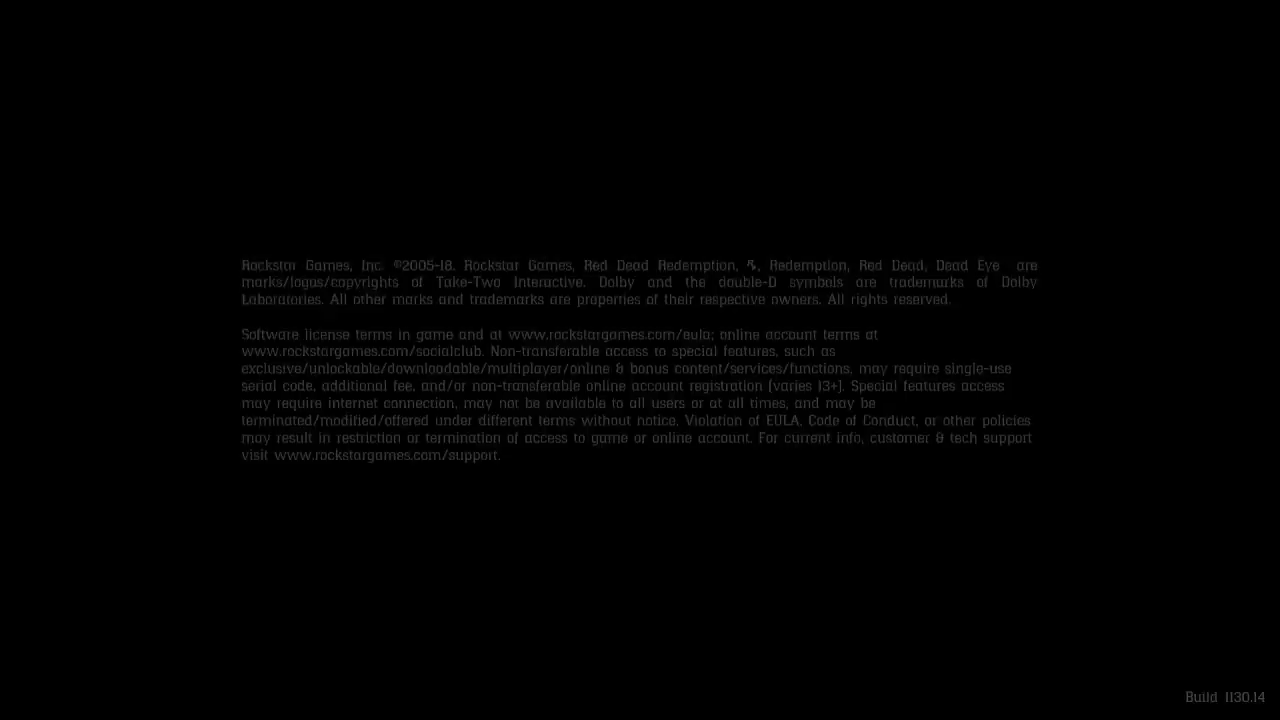 Rockstar Games, Inc. ©2005-18. Rockstar Games, Red Dead Redemption, R, Redemption, Red Dead, Dead Eye are
marks/logos/copyrights of Take-Two Interactive. Dolby and the double-D symbols are trademarks of Dolby
Laboratories. All other marks and trademarks are properties of their respective owners. All rights reserved.
Software license terms in game and at www.rockstargames.com/eula; online account terms at
www.rockstargames.com/socialclub. Non-transferable access to special features, such as
exclusive/unlockable/downloadable/multiplayer/online & bonus content/services/functions, may require single-use
serial code, additional fee, and/or non-transferable online account registration (varies 13+). Special features access
may require internet connection, may not be available to all users or at all times, and may be
terminated/modified/offered under different terms without notice. Violation of EULA, Code of Conduct, or other policies
may result in restriction or termination of access to game or online account. For current info, customer & tech support
visit www.rockstargames.com/support.
Build 1130.14